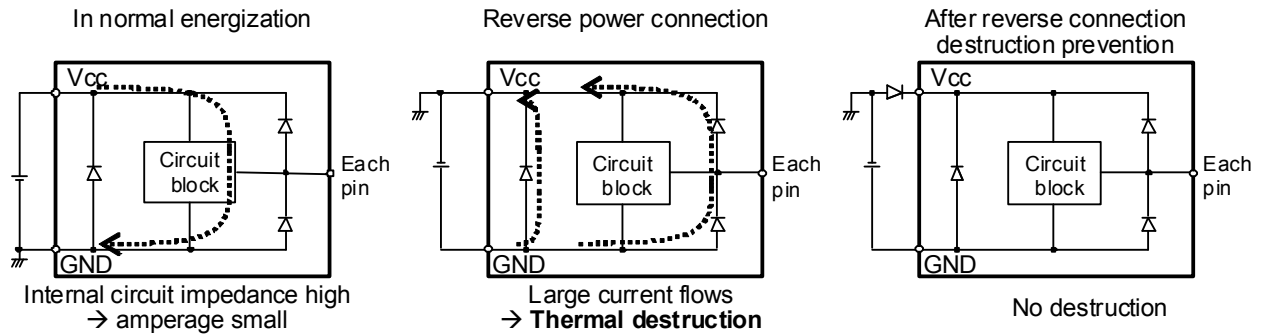 In normal energization
Vcc
Circuit
block
Each
pin
GND
Internal circuit impedance high
→ amperage small
Reverse power connection
Vcc
Circuit
block
Each
pin
GND
Large current flows
→ Thermal destruction
After reverse connection
destruction prevention
Vcc
Circuit
block
Each
pin
GND
No destruction